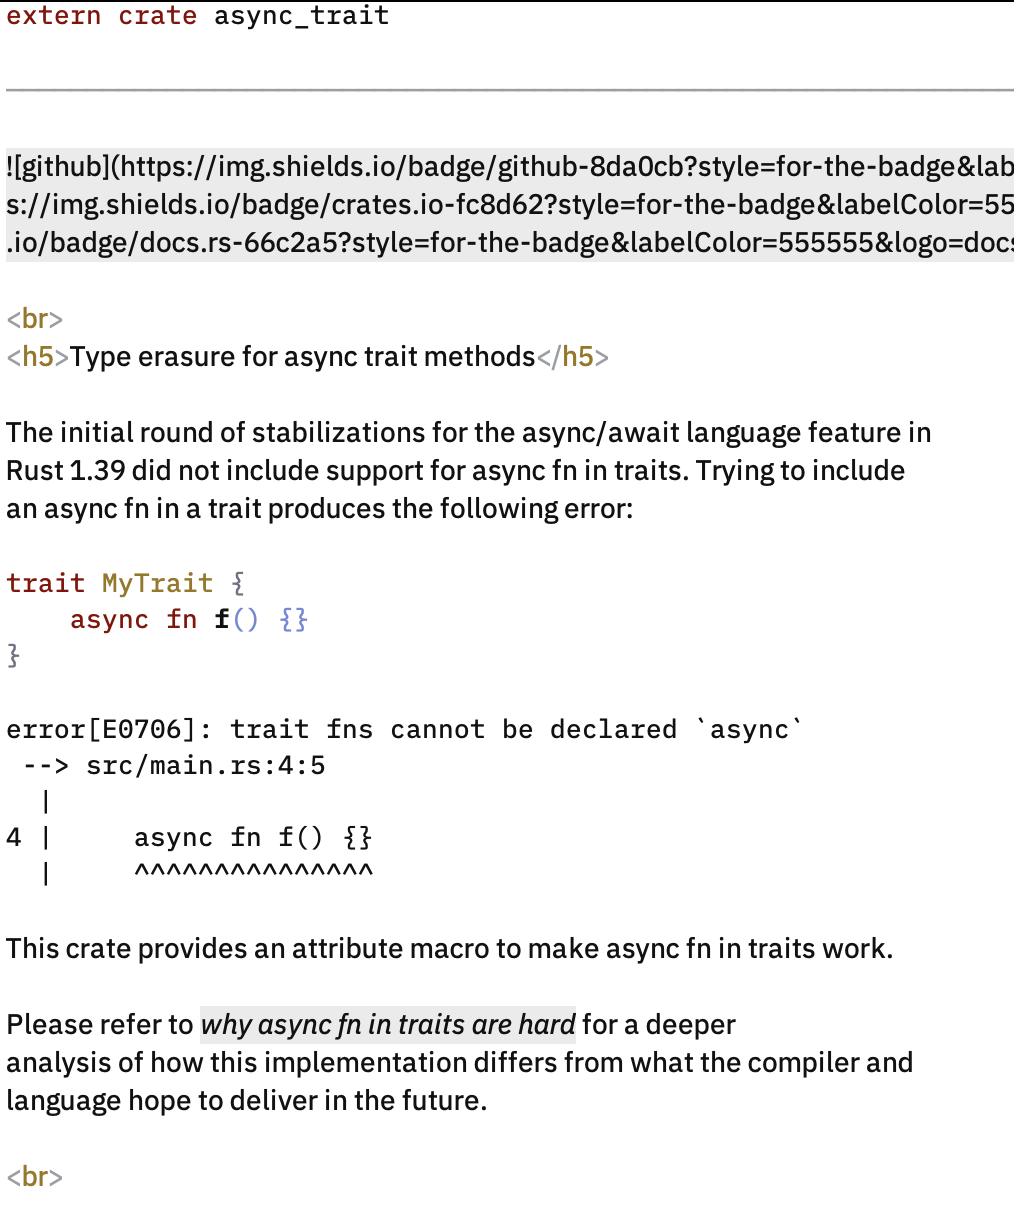 extern crate async_trait
![github](https://img.shields.io/badge/github-8da0cb?style=for-the-badge&lab
s://img.shields.io/badge/crates.io-fc8d62?style=for-the-badge&labelColor=55
.io/badge/docs.rs-66c2a5?style=for-the-badge&labelColor=555555&logo=docs
<br>
<h5>Type erasure for async trait methods</h5>
The initial round of stabilizations for the async/await language feature in
Rust 1.39 did not include support for async fn in traits. Trying to include
an async fn in a trait produces the following error:
trait MyTrait {
    async fn f() {}
}
error[E0706]: trait fns cannot be declared `async`
 --> src/main.rs:4:5
  |
4 |     async fn f() {}
  |     ^^^^^^^^^^^^^^^
This crate provides an attribute macro to make async fn in traits work.
Please refer to why async fn in traits are hard for a deeper
analysis of how this implementation differs from what the compiler and
language hope to deliver in the future.
<br>